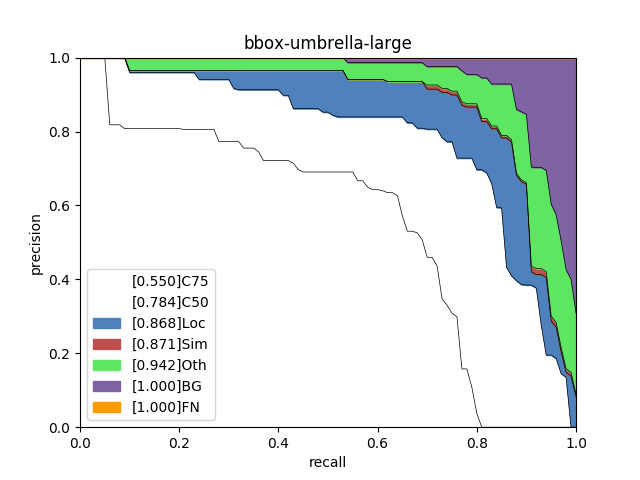 bbox-umbrella-large
1.0
0.8
0.6
0.4
0.2
0.0
precision
[0.550]C75
[0.784]C50
[0.868]Loc
[0.871]Sim
[0.942]Oth
[1.000]BG
[1.000]FN
0.0 0.2 0.4 0.6 0.8 1.0
recall